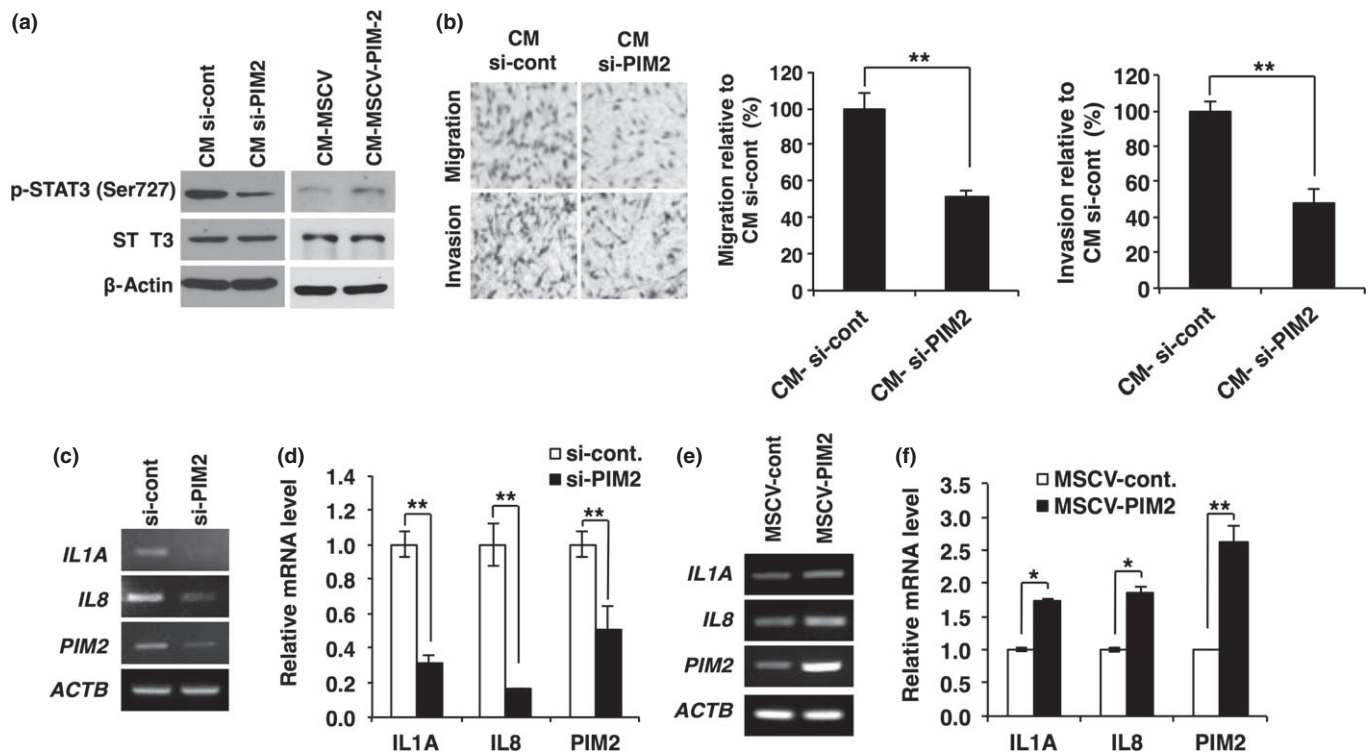 (a)
CM si-cont
CM si-PIM2
CM-MSCV
CM-MSCV-PIM-2
p-STAT3 (Ser727)
ST T3
β-Actin
(b)
CM
si-cont
CM
si-PIM2
Migration
Invasion
Migration relative to
CM si-cont (%)
120
100
80
60
40
20
0
**
CM- si-cont
CM- si-PIM2
Invasion relative to
CM si-cont (%)
120
100
80
60
40
20
0
**
CM- si-cont
CM- si-PIM2
(c)
si-cont
si-PIM2
IL1A
IL8
PIM2
ACTB
(d)
si-cont.
si-PIM2
Relative mRNA level
1.4
1.2
1.0
0.8
0.6
0.4
0.2
0.0
**
**
**
IL1A
IL8
PIM2
(e)
MSCV-cont
MSCV-PIM2
IL1A
IL8
PIM2
ACTB
(f)
MSCV-cont.
MSCV-PIM2
Relative mRNA level
3.5
3.0
2.5
2.0
1.5
1.0
0.5
0.0
*
*
**
IL1A
IL8
PIM2